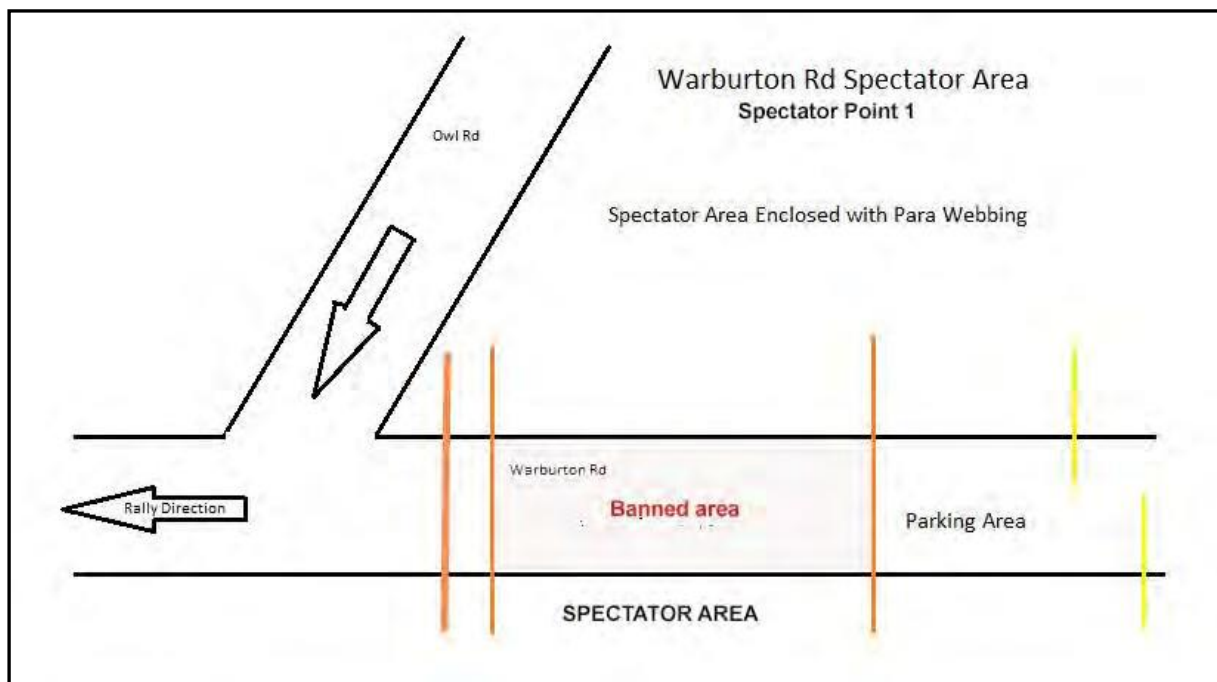 Warburton Rd Spectator Area
Spectator Point 1
Owl Rd
Spectator Area Enclosed with Para Webbing
Warburton Rd
Banned area
Rally Direction
Parking Area
SPECTATOR AREA